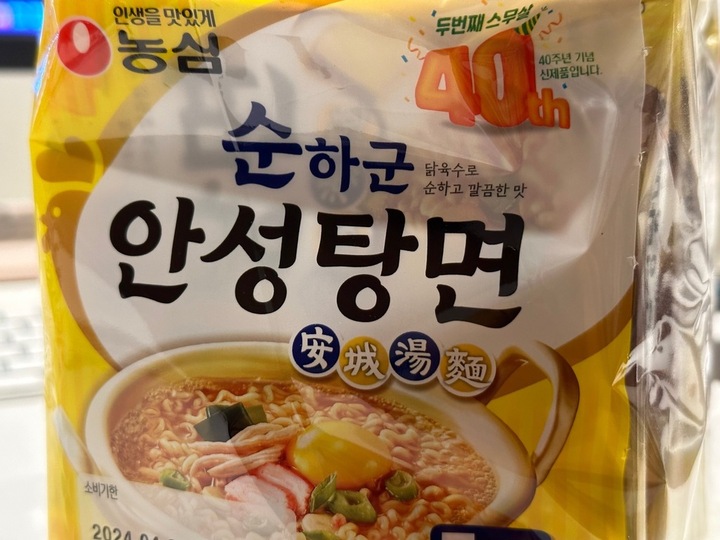 인생을 맛있게
농심
두번째 스무살
40th
40주년 기념
신제품입니다.
순하군
닭육수로
순하고 깔끔한 맛
안성탕면
安城湯麵
소비기한